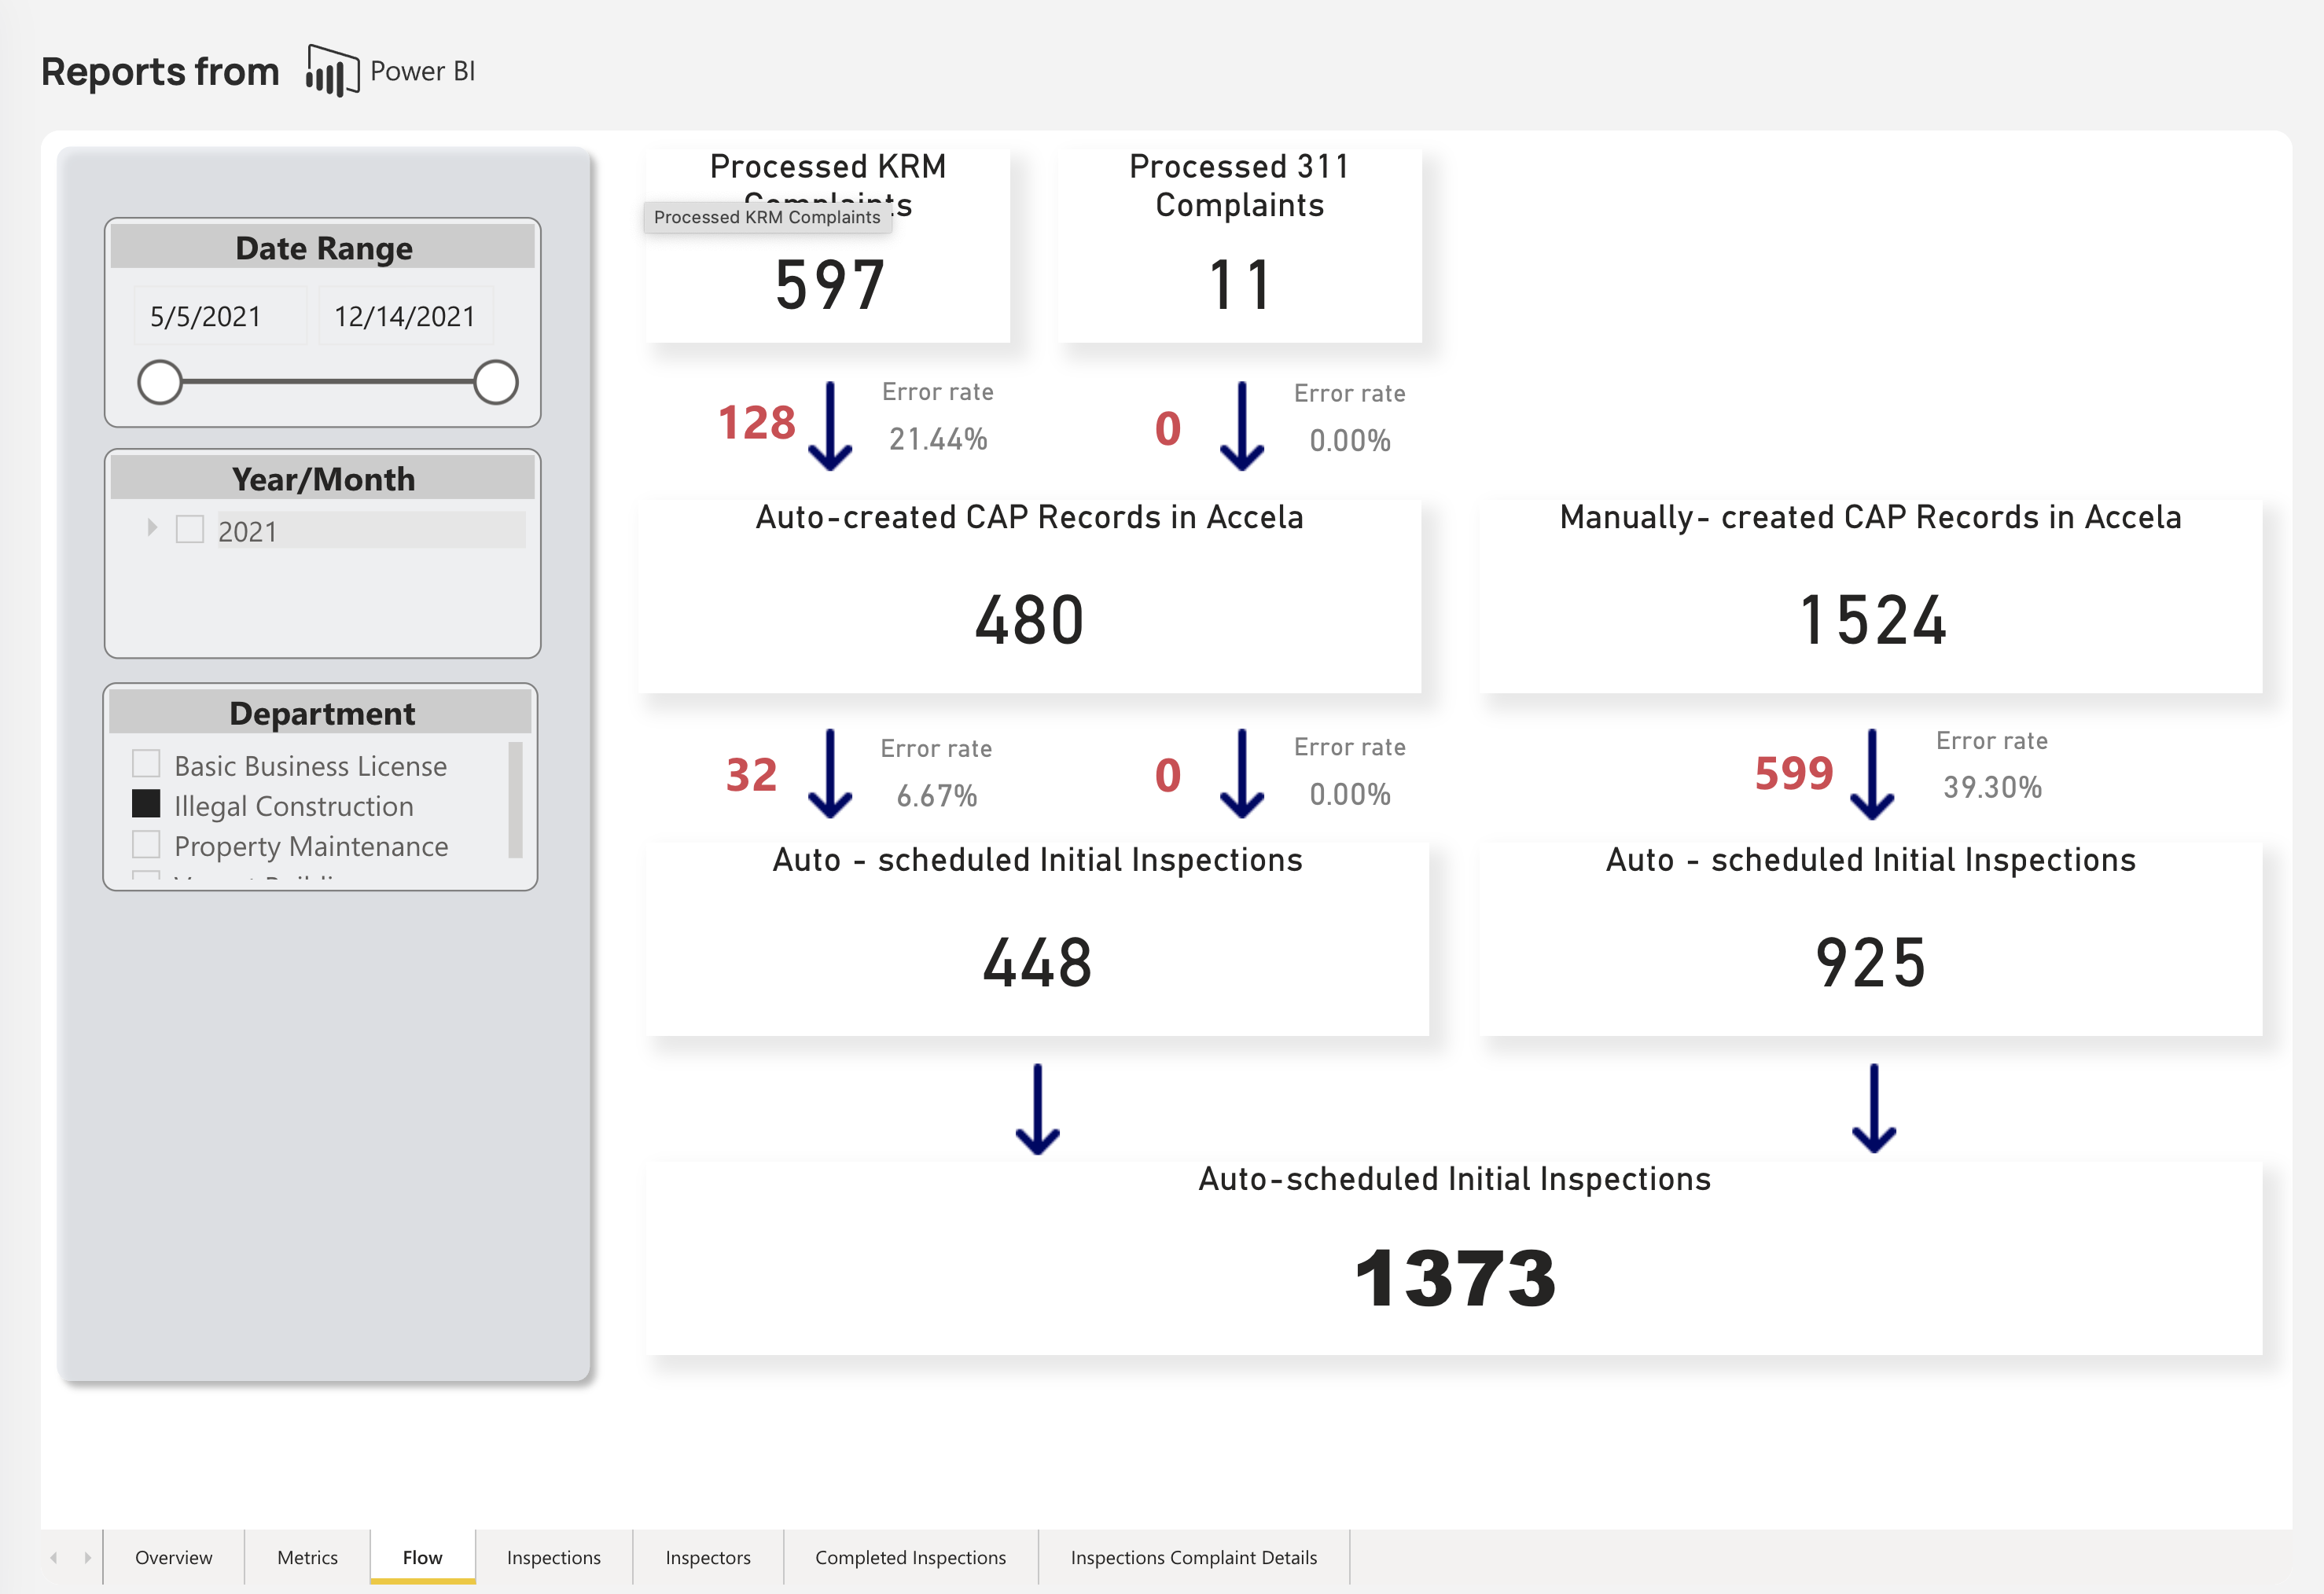 Reports from Power BI
Date Range
5/5/2021 12/14/2021
Year/Month
2021
Department
Basic Business License
Illegal Construction
Property Maintenance
Processed KRM
Processed KRM Complaints
597
Processed 311
Complaints
11
128
Error rate
21.44%
0
Error rate
0.00%
Auto-created CAP Records in Accela
480
Manually- created CAP Records in Accela
1524
32
Error rate
6.67%
0
Error rate
0.00%
599
Error rate
39.30%
Auto - scheduled Initial Inspections
448
Auto - scheduled Initial Inspections
925
Auto-scheduled Initial Inspections
1373
Overview Metrics Flow Inspections Inspectors Completed Inspections Inspections Complaint Details